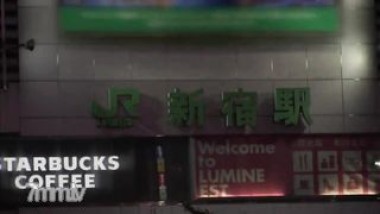 JR 新宿駅
STARBUCKS
COFFEE
Welcome
to
LUMINE
EST